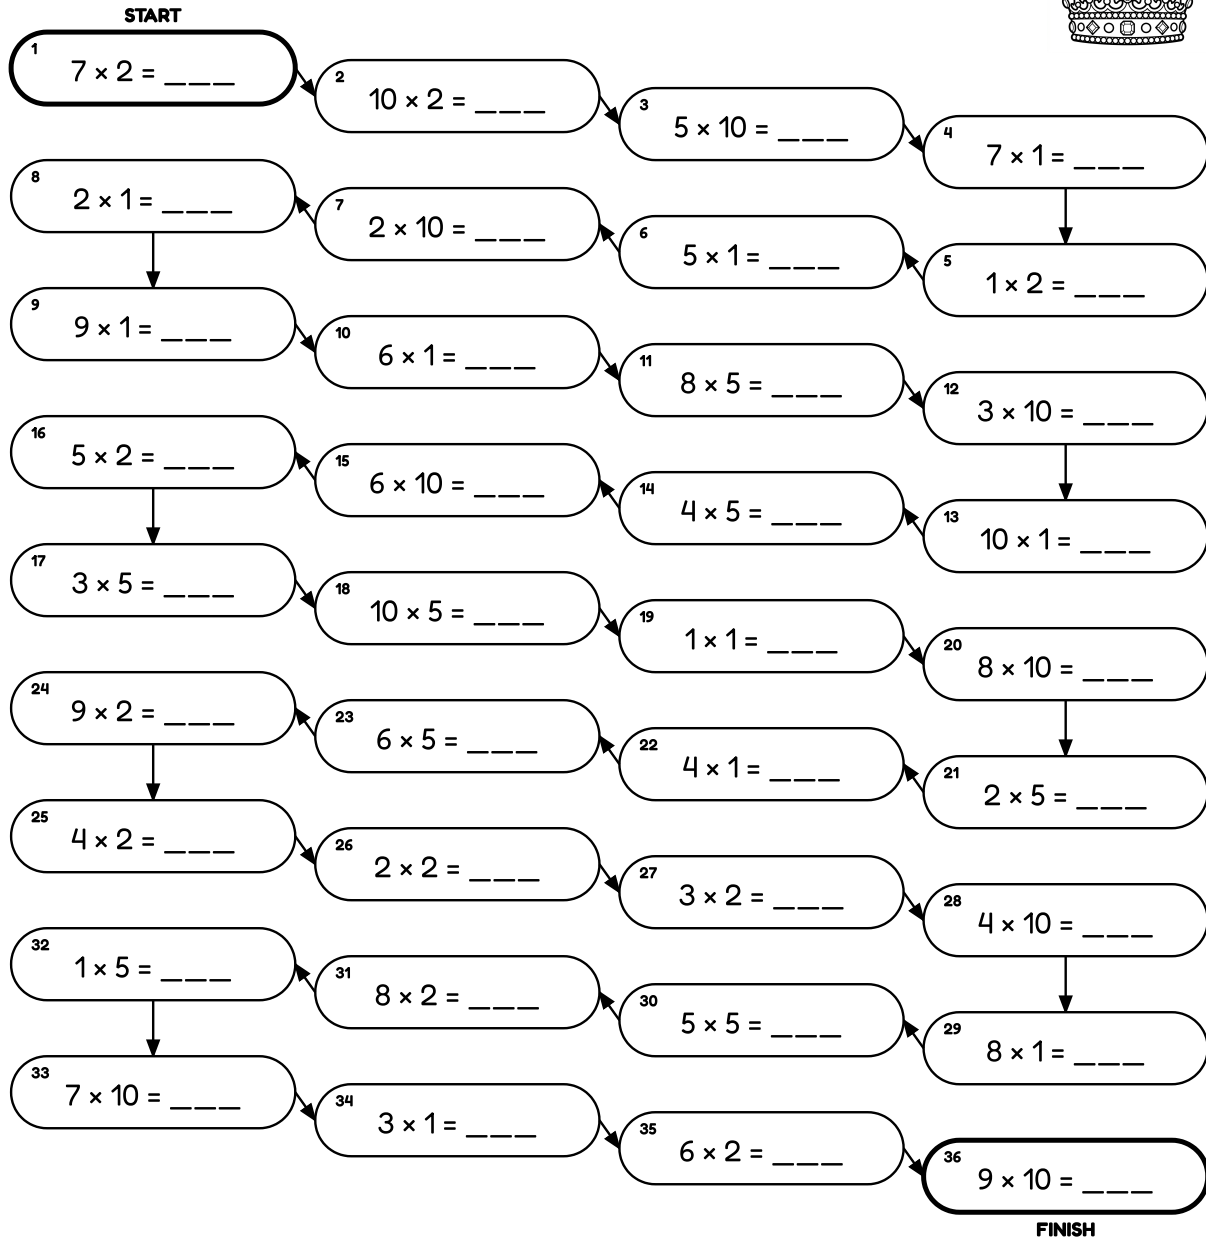 START
1 7 × 2 = ___
2 10 × 2 = ___
3 5 × 10 = ___
4 7 × 1 = ___
5 1 × 2 = ___
6 5 × 1 = ___
7 2 × 10 = ___
8 2 × 1 = ___
9 9 × 1 = ___
10 6 × 1 = ___
11 8 × 5 = ___
12 3 × 10 = ___
13 10 × 1 = ___
14 4 × 5 = ___
15 6 × 10 = ___
16 5 × 2 = ___
17 3 × 5 = ___
18 10 × 5 = ___
19 1 × 1 = ___
20 8 × 10 = ___
21 2 × 5 = ___
22 4 × 1 = ___
23 6 × 5 = ___
24 9 × 2 = ___
25 4 × 2 = ___
26 2 × 2 = ___
27 3 × 2 = ___
28 4 × 10 = ___
29 8 × 1 = ___
30 5 × 5 = ___
31 8 × 2 = ___
32 1 × 5 = ___
33 7 × 10 = ___
34 3 × 1 = ___
35 6 × 2 = ___
36 9 × 10 = ___
FINISH